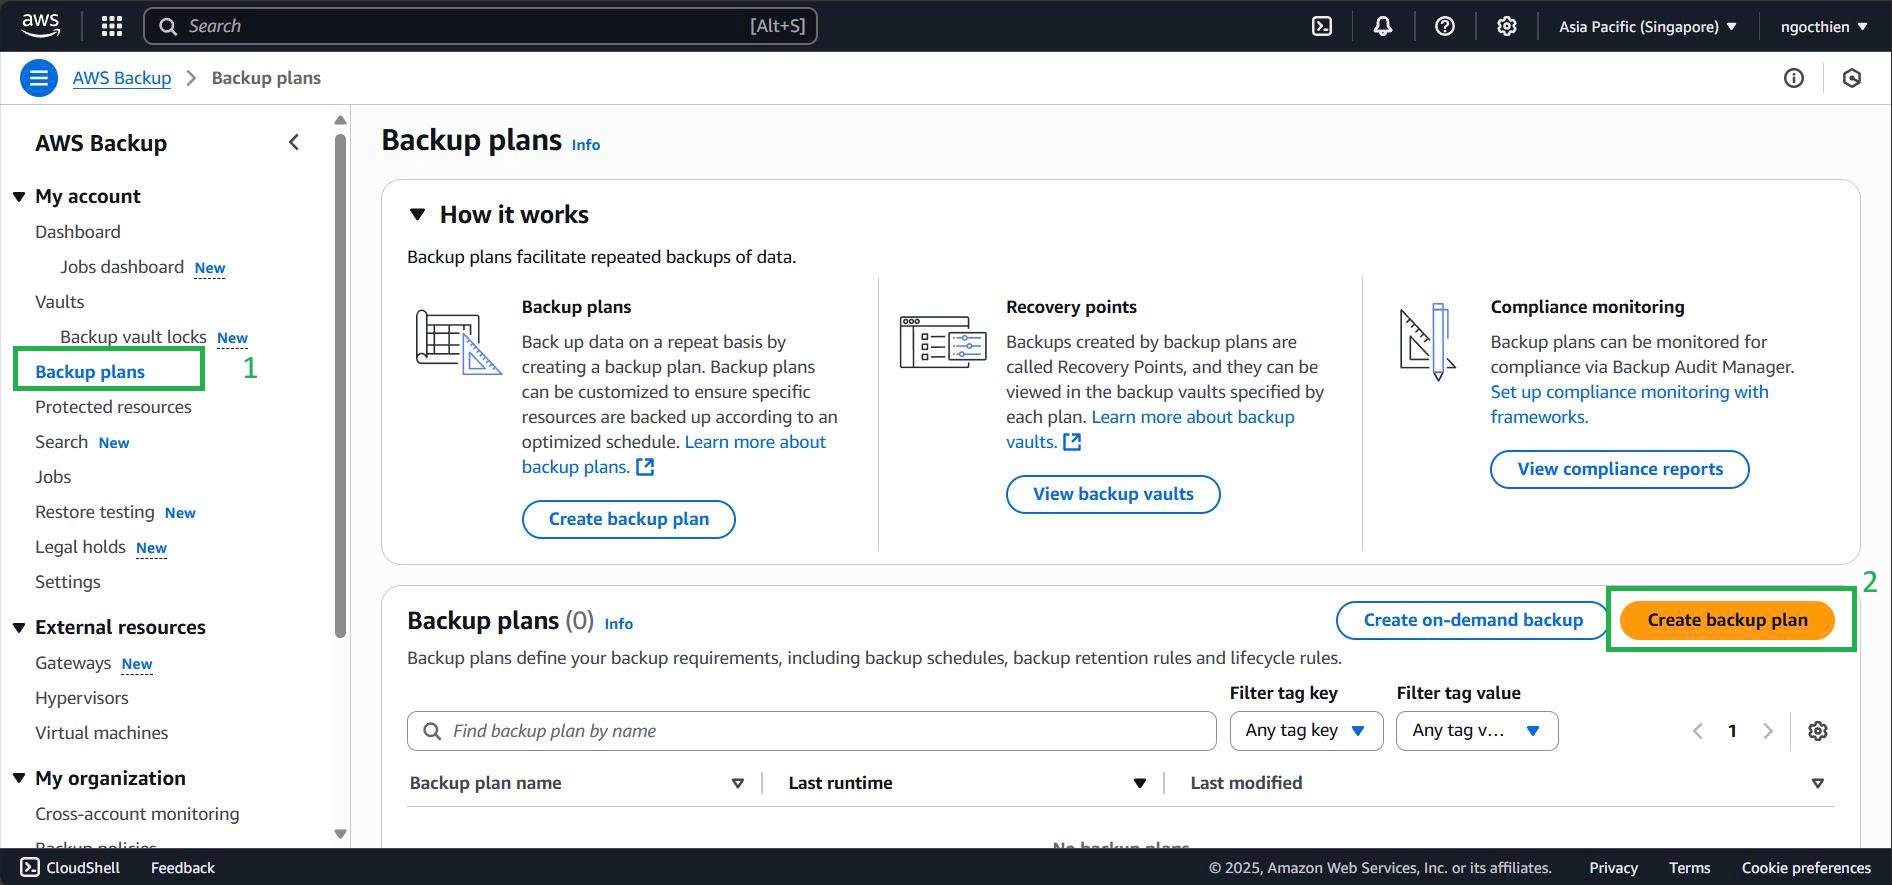 aws
Search [Alt+S]
Asia Pacific (Singapore)
ngocthien
AWS Backup
Backup plans
AWS Backup
My account
Dashboard
Jobs dashboard New
Vaults
Backup vault locks New
Backup plans
1
Protected resources
Search New
Jobs
Restore testing New
Legal holds New
Settings
External resources
Gateways New
Hypervisors
Virtual machines
My organization
Cross-account monitoring
Backup policies
Backup plans Info
How it works
Backup plans facilitate repeated backups of data.
Backup plans
Back up data on a repeat basis by
creating a backup plan. Backup plans
can be customized to ensure specific
resources are backed up according to an
optimized schedule. Learn more about
backup plans.
Create backup plan
Recovery points
Backups created by backup plans are
called Recovery Points, and they can be
viewed in the backup vaults specified by
each plan. Learn more about backup
vaults.
View backup vaults
Compliance monitoring
Backup plans can be monitored for
compliance via Backup Audit Manager.
Set up compliance monitoring with
frameworks.
View compliance reports
Backup plans (0) Info
Create on-demand backup
Create backup plan
2
Backup plans define your backup requirements, including backup schedules, backup retention rules and lifecycle rules.
Filter tag key
Filter tag value
Find backup plan by name
Any tag key
Any tag v...
1
Backup plan name
Last runtime
Last modified
No backup plans
CloudShell
Feedback
© 2025, Amazon Web Services, Inc. or its affiliates.
Privacy
Terms
Cookie preferences